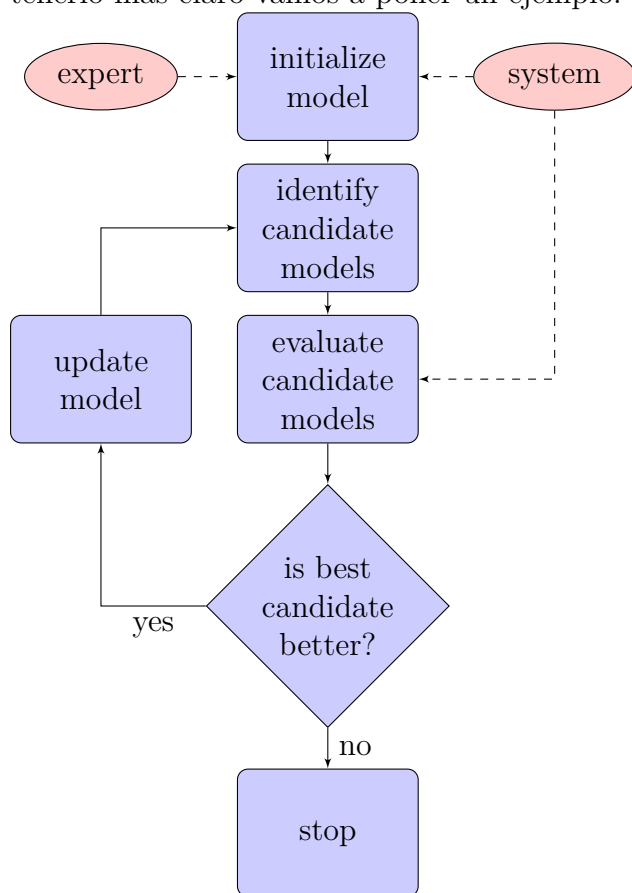 tenerlo más claro vamos a poner un ejemplo.
expert
initialize
model
system
identify
candidate
models
update
model
evaluate
candidate
models
is best
candidate
better?
yes
no
stop